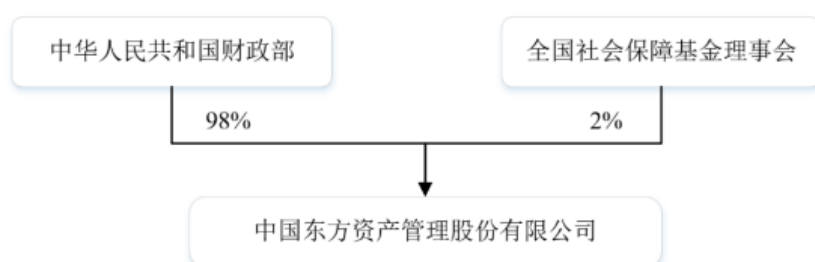 中华人民共和国财政部
全国社会保障基金理事会
98%
2%
中国东方资产管理股份有限公司